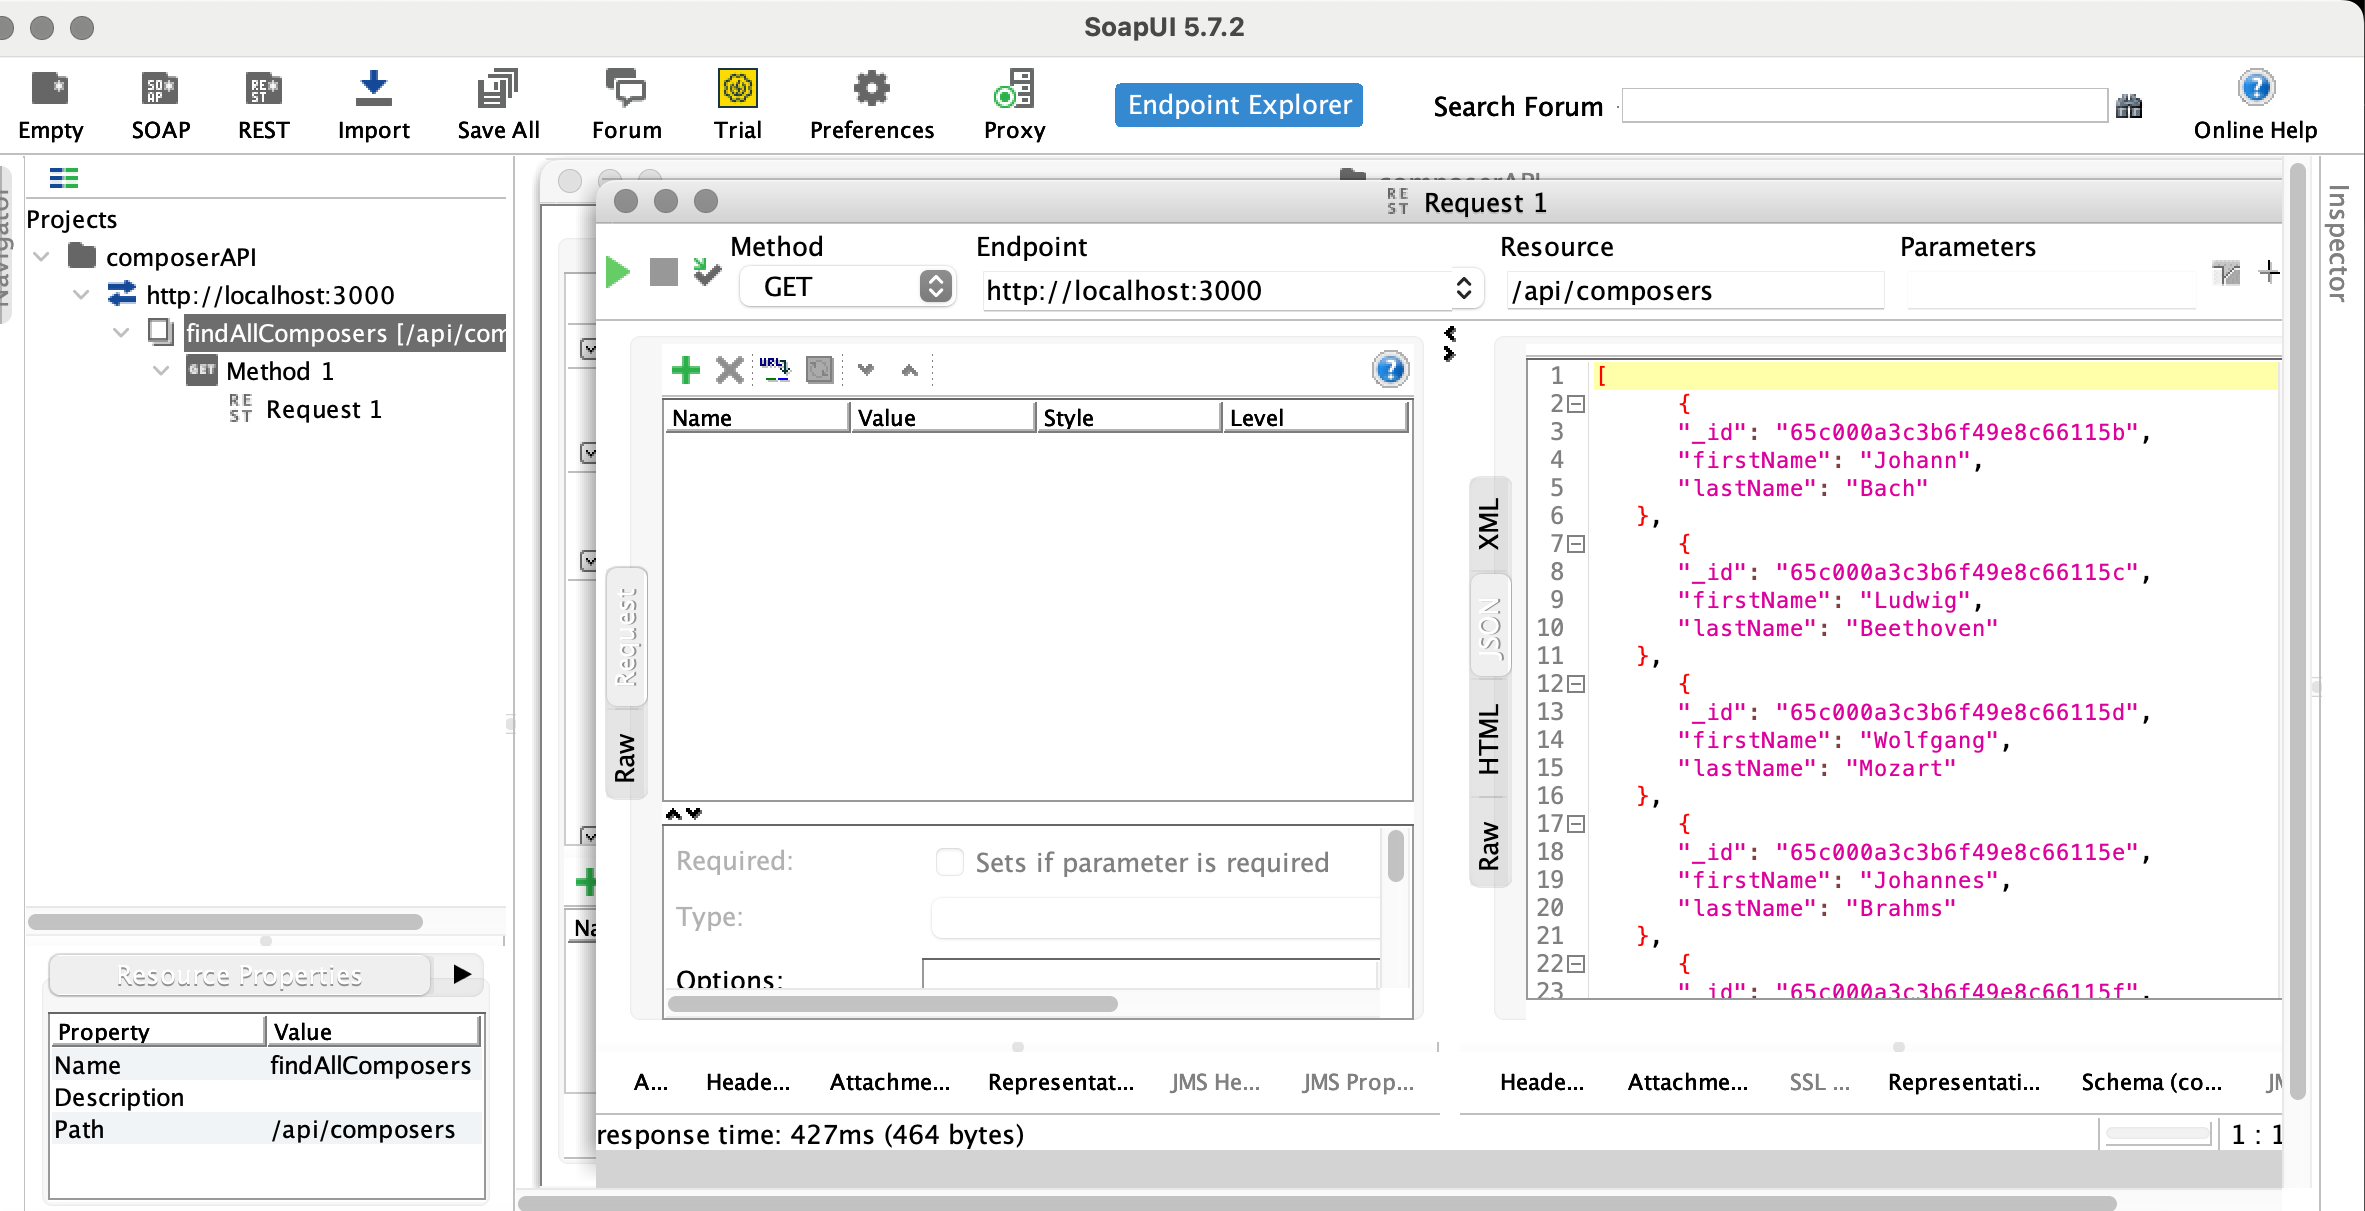 SoapUI 5.7.2
Empty
SOAP
REST
Import
Save All
Forum
Trial
Preferences
Proxy
Endpoint Explorer
Search Forum
Online Help
Navigator
Projects
composerAPI
http://localhost:3000
findAllComposers [/api/com
GET Method 1
REST Request 1
Resource Properties
Property Value
Name findAllComposers
Description
Path /api/composers
composerAPI
REST Request 1
Method Endpoint Resource Parameters
GET http://localhost:3000 /api/composers
Name Value Style Level
Request
Raw
Required: Sets if parameter is required
Type:
Options:
XML
JSON
HTML
Raw
1 [
2 {
3 "_id": "65c000a3c3b6f49e8c66115b",
4 "firstName": "Johann",
5 "lastName": "Bach"
6 },
7 {
8 "_id": "65c000a3c3b6f49e8c66115c",
9 "firstName": "Ludwig",
10 "lastName": "Beethoven"
11 },
12 {
13 "_id": "65c000a3c3b6f49e8c66115d",
14 "firstName": "Wolfgang",
15 "lastName": "Mozart"
16 },
17 {
18 "_id": "65c000a3c3b6f49e8c66115e",
19 "firstName": "Johannes",
20 "lastName": "Brahms"
21 },
22 {
23 "_id": "65c000a3c3b6f49e8c66115f",
A... Heade... Attachme... Representat... JMS He... JMS Prop...
Heade... Attachme... SSL ... Representati... Schema (co... JM
response time: 427ms (464 bytes)
1 : 1
Inspector